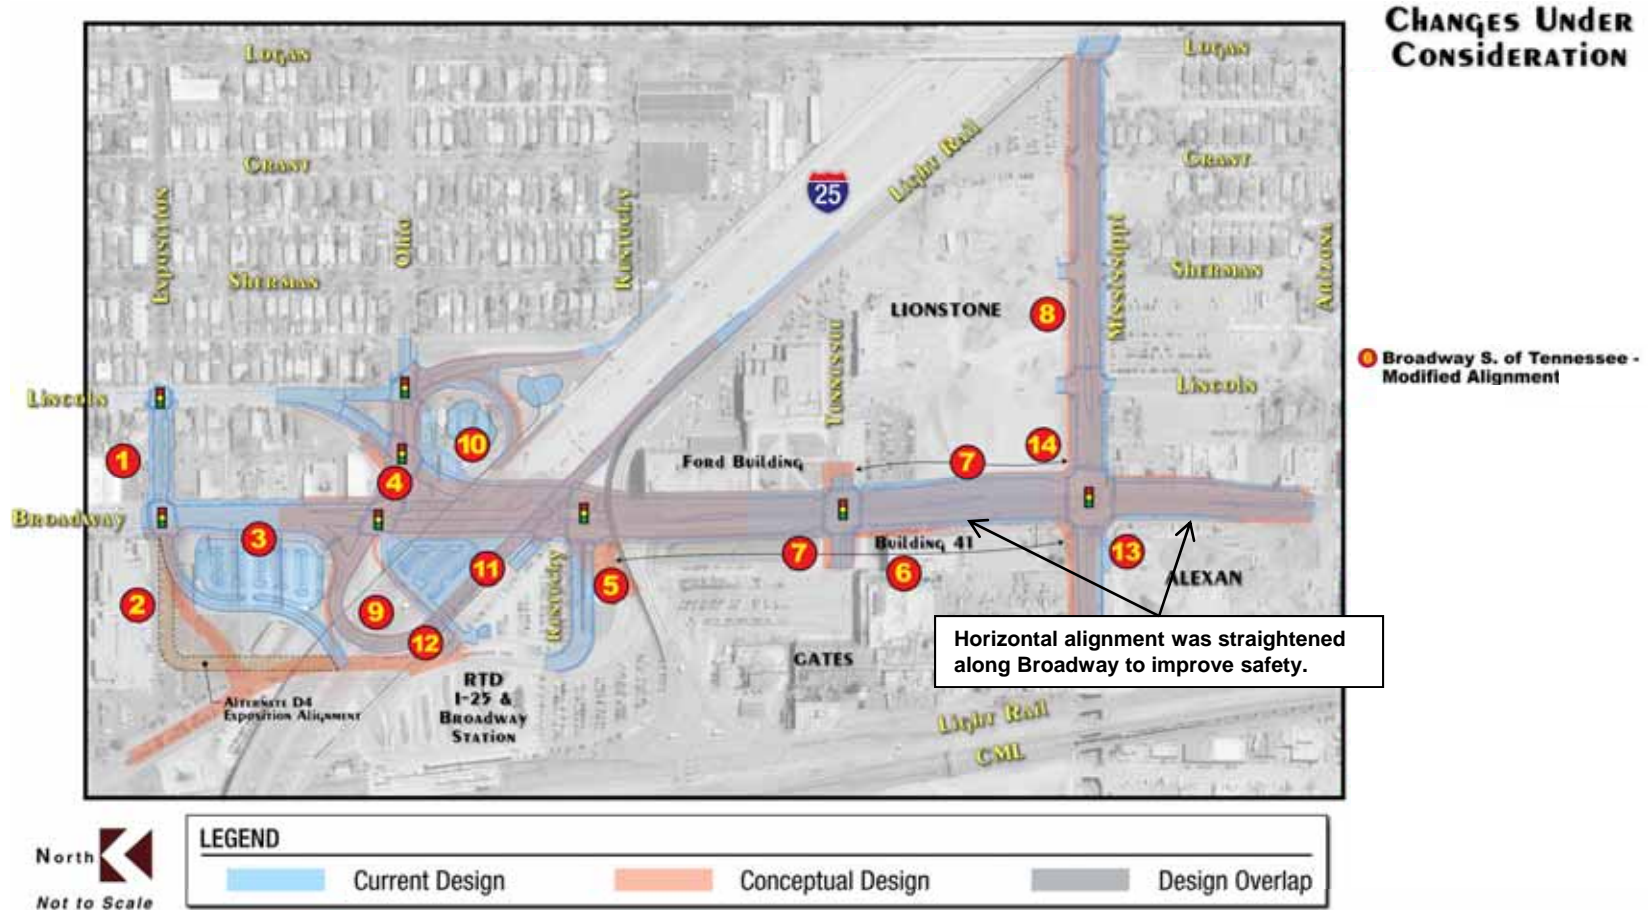 Changes Under
Consideration
Logan
Logan
Grant
Grant
Light Rail
25
Exposition
Ohio
Kentucky
Mississippi
Arizona
Sherman
Sherman
LIONSTONE
8
Tennessee
6 Broadway S. of Tennessee -
Modified Alignment
Lincoln
Lincoln
1
10
14
4
Ford Building
7
Broadway
3
11
7
Building 41
13
6
5
ALEXAN
2
9
12
Kentucky
Horizontal alignment was straightened
along Broadway to improve safety.
GATES
RTD
I-25 &
Broadway
Station
Alternate D4
Exposition Alignment
Light Rail
CML
LEGEND
North
Current Design
Conceptual Design
Design Overlap
Not to Scale